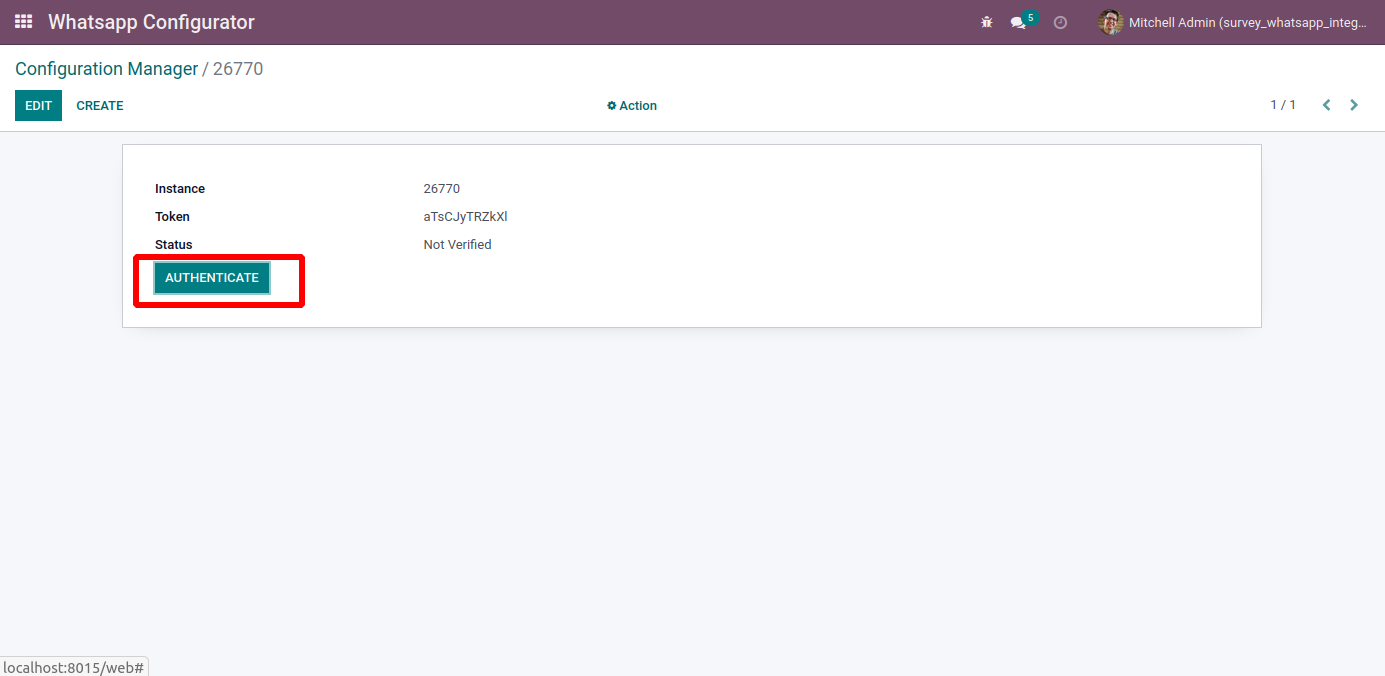 Whatsapp Configurator
5
Mitchell Admin (survey_whatsapp_integ...
Configuration Manager / 26770
EDIT
CREATE
Action
1 / 1
Instance
26770
Token
aTsCJyTRZkXl
Status
Not Verified
AUTHENTICATE
localhost:8015/web#